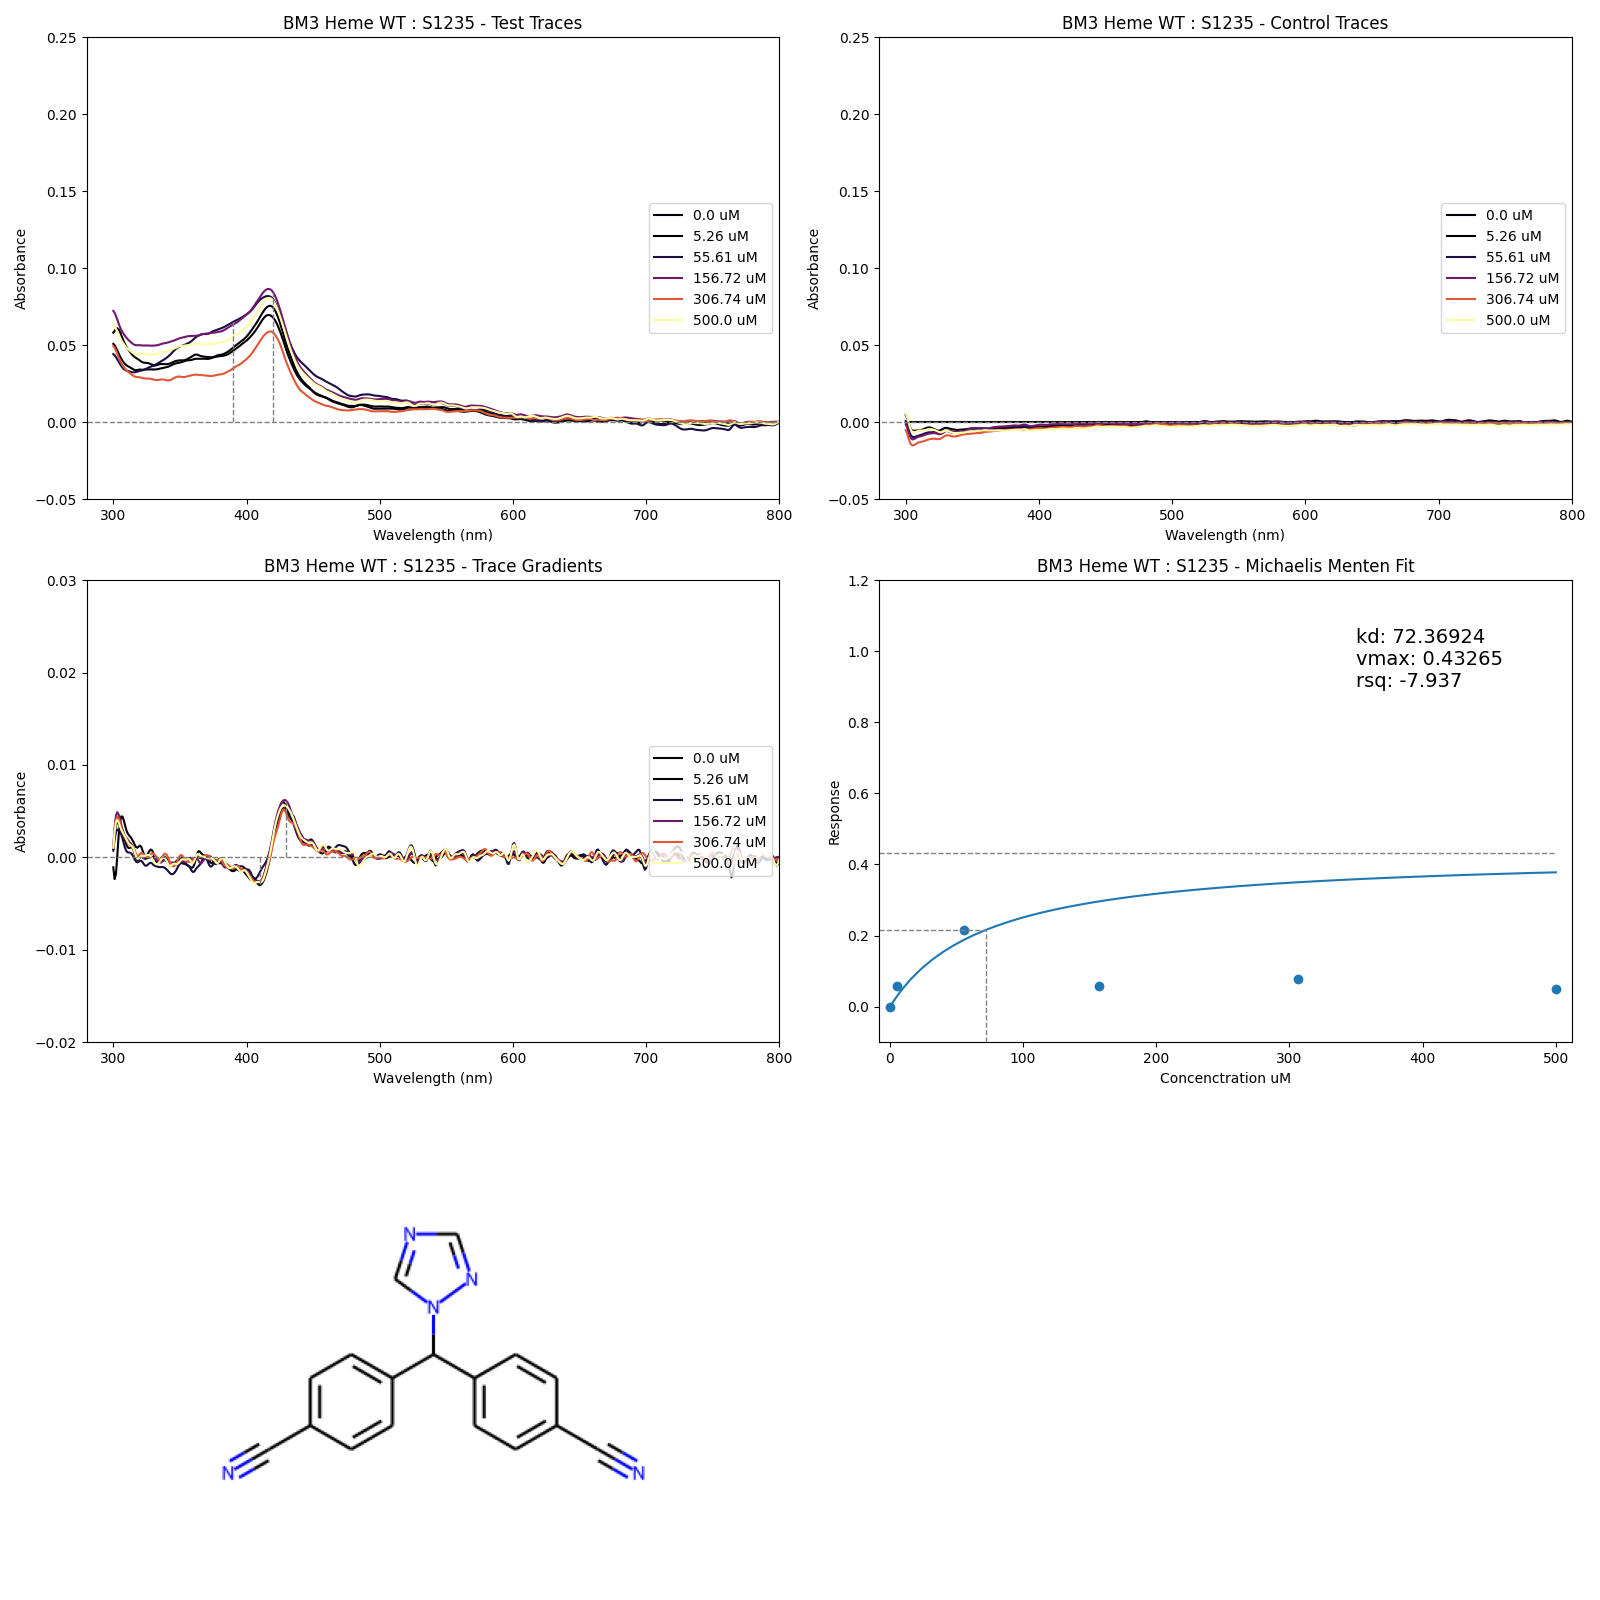 BM3 Heme WT : S1235 - Test Traces
0.25
0.20
0.15
0.10
0.05
0.00
−0.05
Absorbance
300 400 500 600 700 800
Wavelength (nm)
0.0 uM
5.26 uM
55.61 uM
156.72 uM
306.74 uM
500.0 uM
BM3 Heme WT : S1235 - Control Traces
0.25
0.20
0.15
0.10
0.05
0.00
−0.05
Absorbance
300 400 500 600 700 800
Wavelength (nm)
0.0 uM
5.26 uM
55.61 uM
156.72 uM
306.74 uM
500.0 uM
BM3 Heme WT : S1235 - Trace Gradients
0.03
0.02
0.01
0.00
−0.01
−0.02
Absorbance
300 400 500 600 700 800
Wavelength (nm)
0.0 uM
5.26 uM
55.61 uM
156.72 uM
306.74 uM
500.0 uM
BM3 Heme WT : S1235 - Michaelis Menten Fit
1.2
1.0
0.8
0.6
0.4
0.2
0.0
Response
0 100 200 300 400 500
Concenctration uM
kd: 72.36924
vmax: 0.43265
rsq: -7.937
N
N
N
N
N